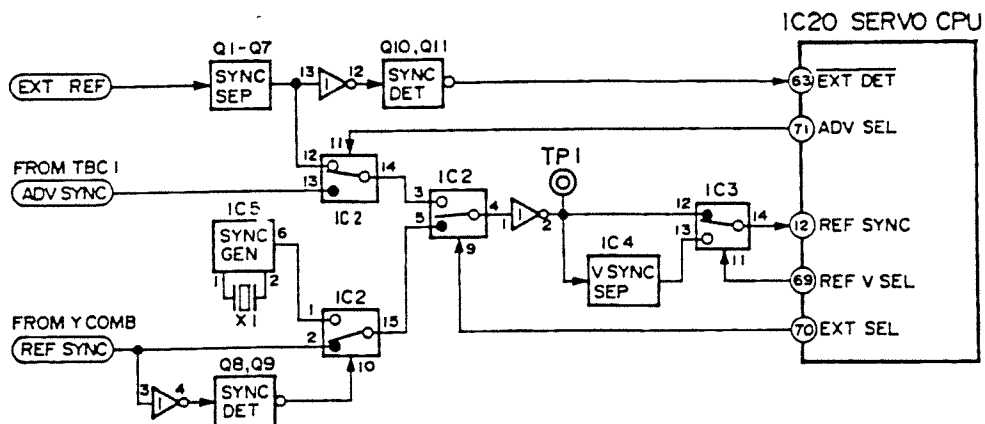 IC20 SERVO CPU
Q1-Q7
Q10, Q11
EXT REF
SYNC
SEP
13
1
12
SYNC
DET
63
EXT DET
71
ADV SEL
FROM TBC 1
ADV SYNC
11
12
13
14
IC2
TP1
IC2
3
5
4
9
1
1
2
IC3
12
13
14
11
12
REF SYNC
IC5
SYNC
GEN
6
1
2
X1
IC4
V SYNC
SEP
69
REF V SEL
FROM Y COMB
REF SYNC
IC2
1
2
15
10
70
EXT SEL
3
1
4
Q8, Q9
SYNC
DET